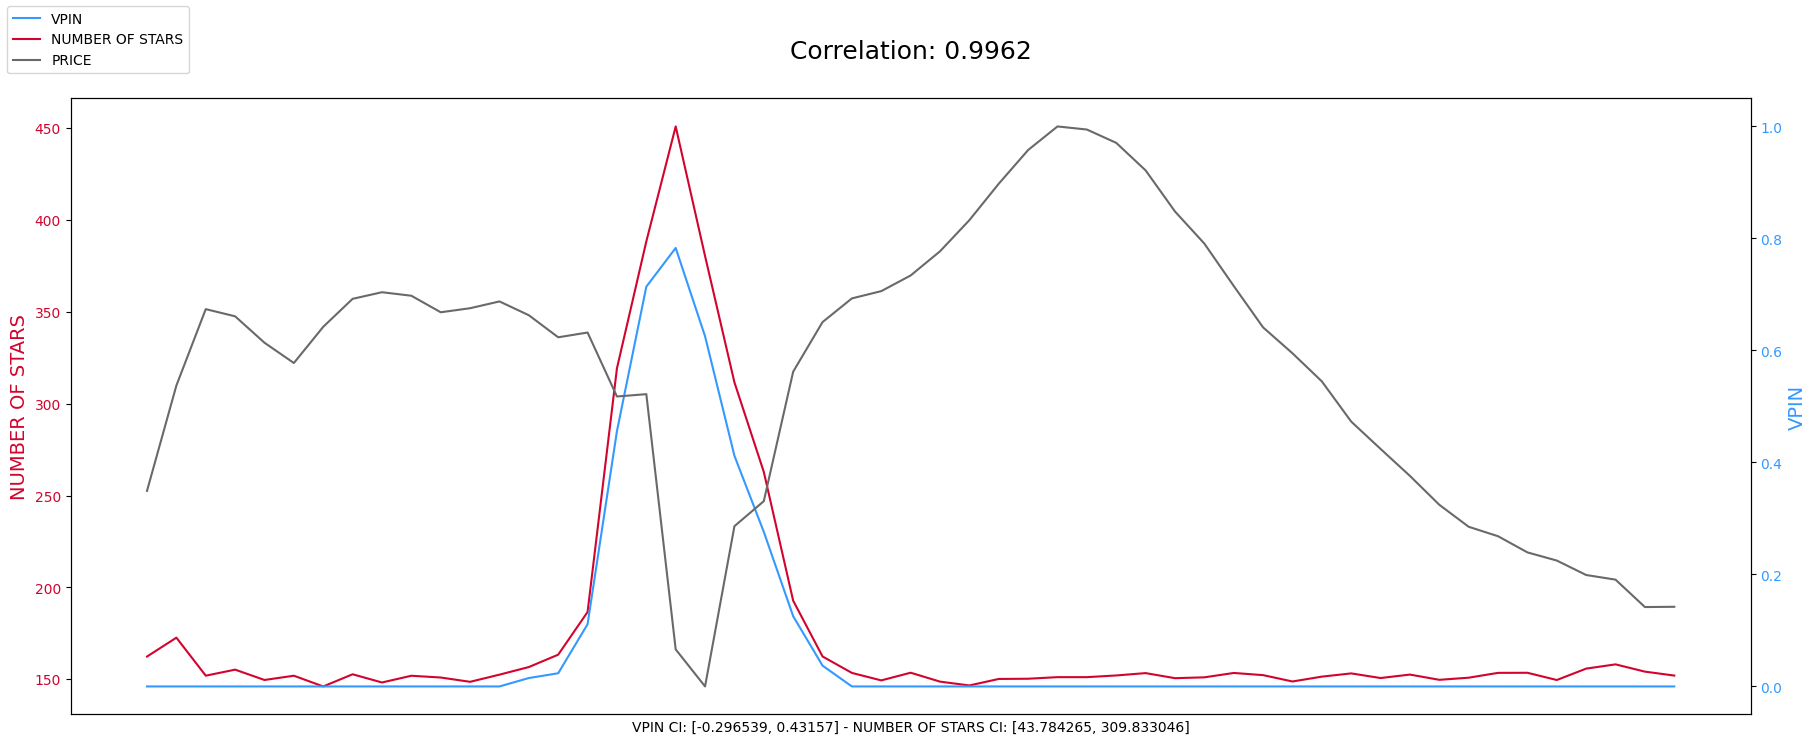 VPIN
NUMBER OF STARS
PRICE
Correlation: 0.9962
450
400
350
300
250
200
150
NUMBER OF STARS
1.0
0.8
0.6
0.4
0.2
0.0
VPIN
VPIN CI: [-0.296539, 0.43157] - NUMBER OF STARS CI: [43.784265, 309.833046]